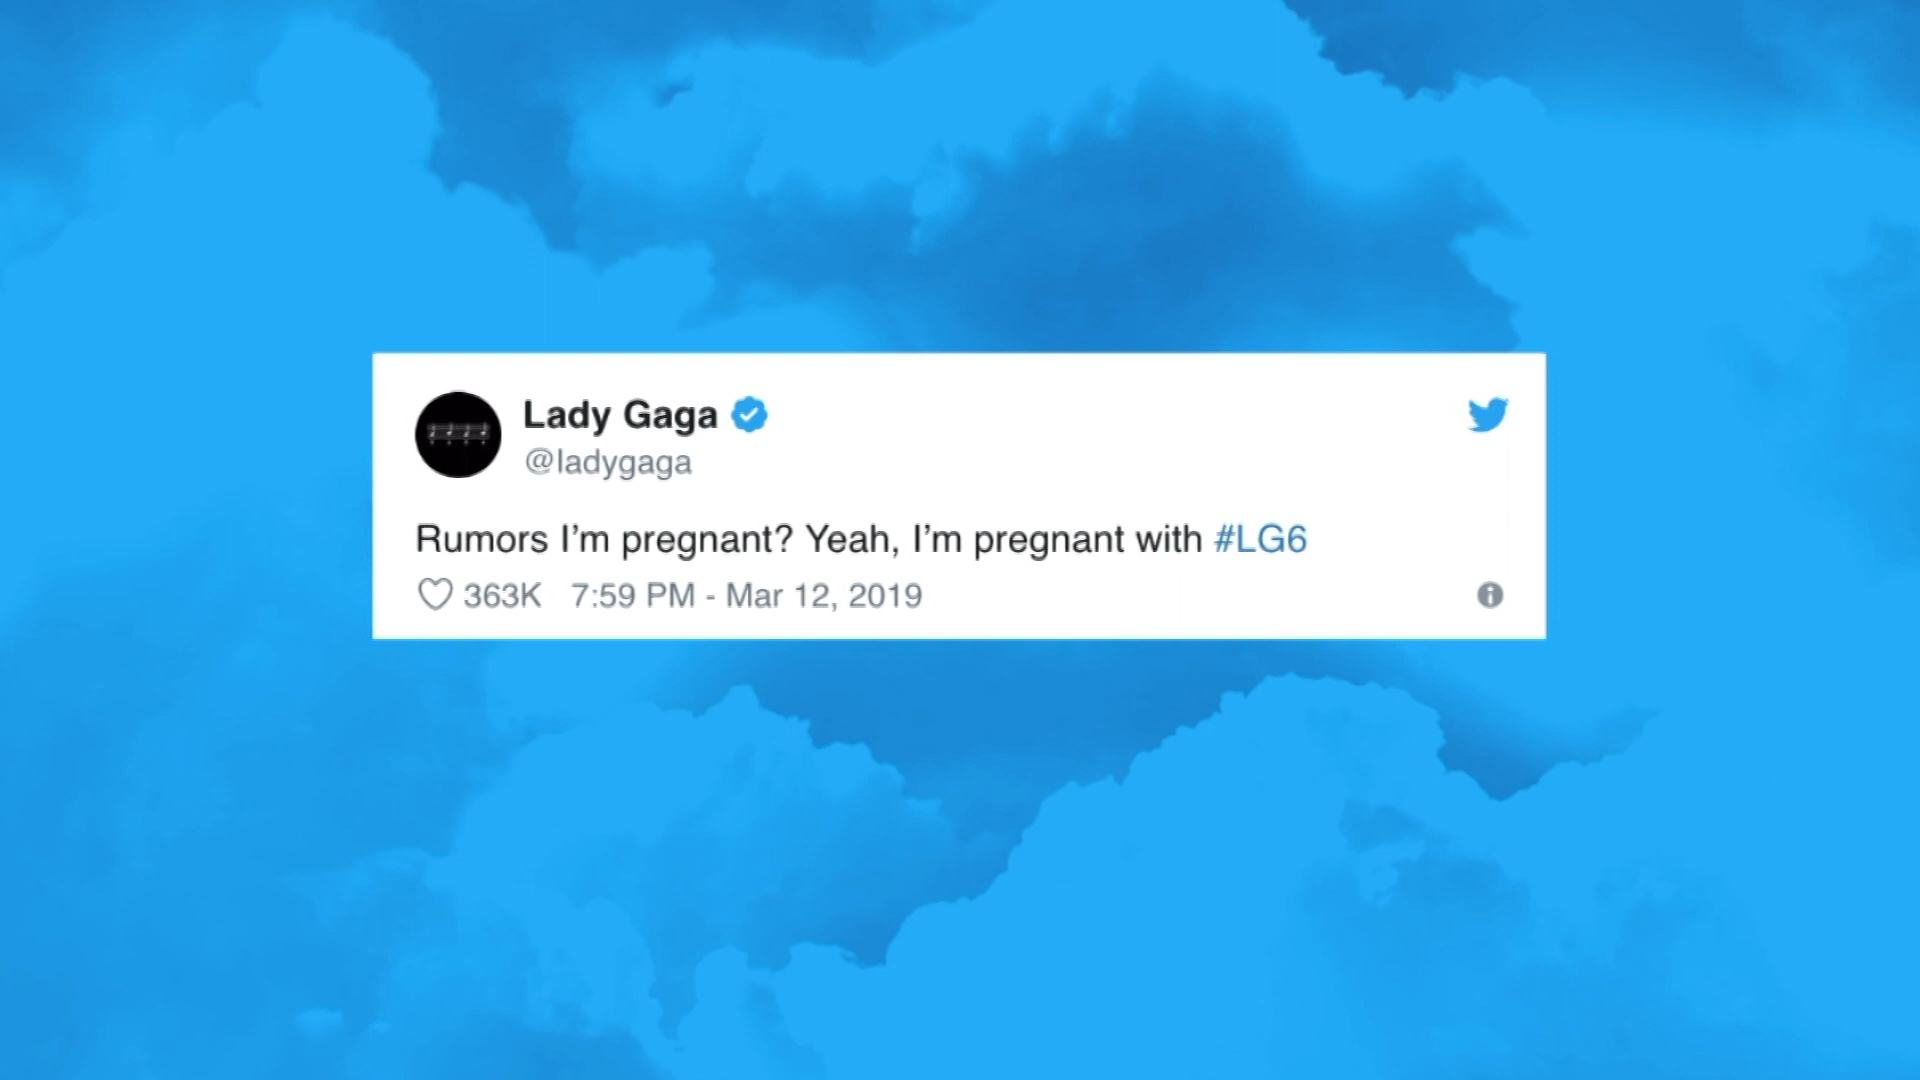 Lady Gaga
@ladygaga
Rumors I’m pregnant? Yeah, I’m pregnant with #LG6
363K 7:59 PM - Mar 12, 2019